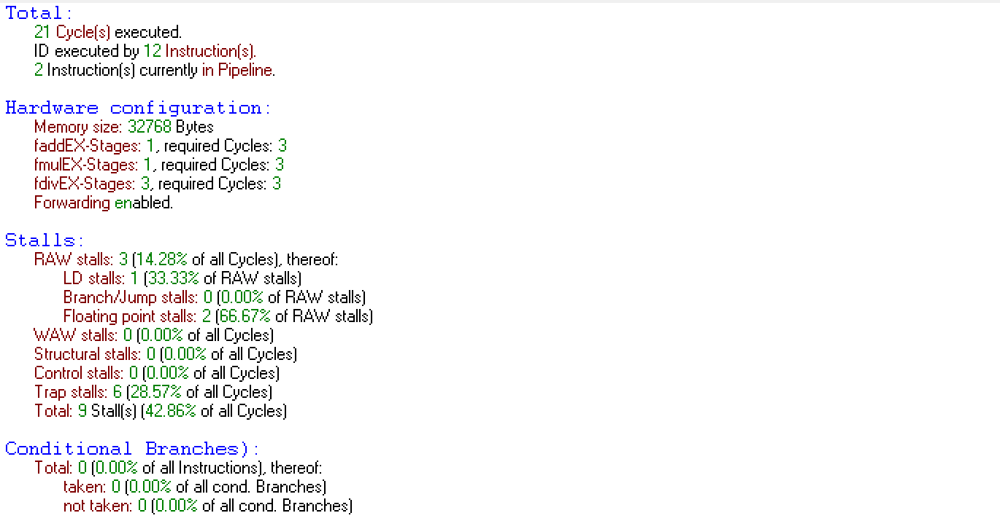 Total:
21 Cycle(s) executed.
ID executed by 12 Instruction(s).
2 Instruction(s) currently in Pipeline.
Hardware configuration:
Memory size: 32768 Bytes
faddEX-Stages: 1, required Cycles: 3
fmulEX-Stages: 1, required Cycles: 3
fdivEX-Stages: 3, required Cycles: 3
Forwarding enabled.
Stalls:
RAW stalls: 3 (14.28% of all Cycles), thereof:
LD stalls: 1 (33.33% of RAW stalls)
Branch/Jump stalls: 0 (0.00% of RAW stalls)
Floating point stalls: 2 (66.67% of RAW stalls)
WAW stalls: 0 (0.00% of all Cycles)
Structural stalls: 0 (0.00% of all Cycles)
Control stalls: 0 (0.00% of all Cycles)
Trap stalls: 6 (28.57% of all Cycles)
Total: 9 Stall(s) (42.86% of all Cycles)
Conditional Branches):
Total: 0 (0.00% of all Instructions), thereof:
taken: 0 (0.00% of all cond. Branches)
not taken: 0 (0.00% of all cond. Branches)